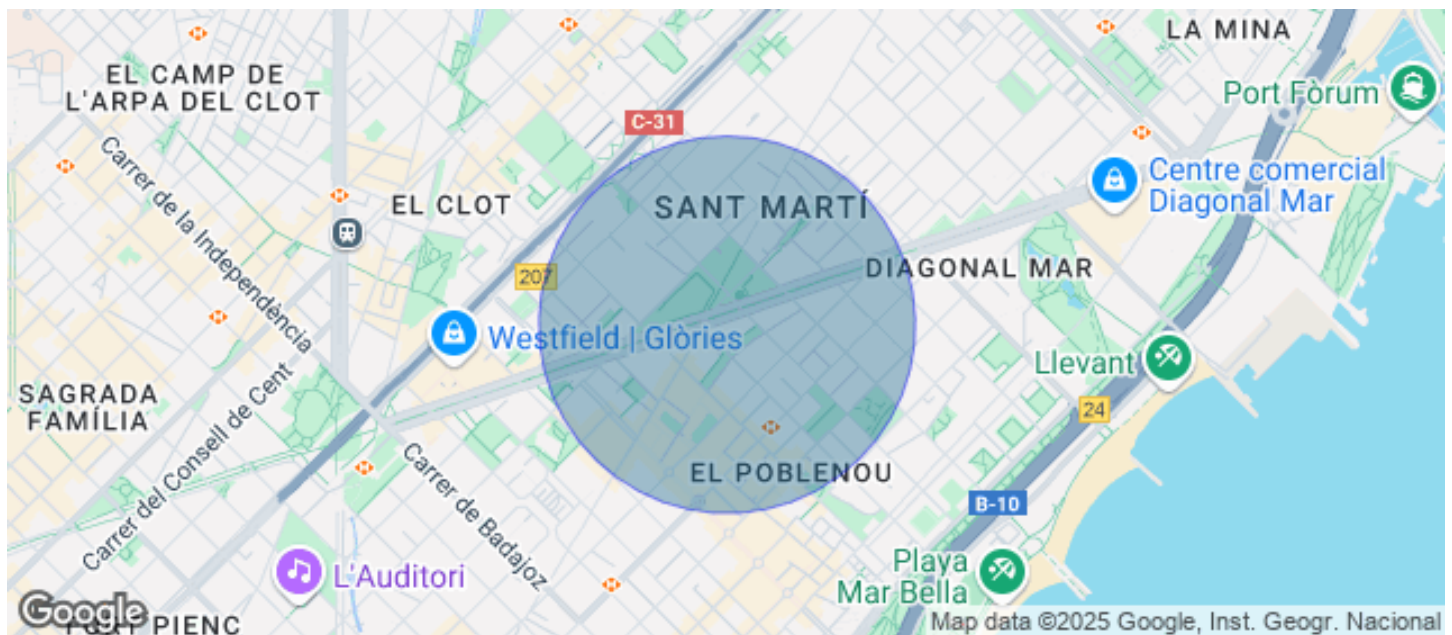 LA MINA
EL CAMP DE
L'ARPA DEL CLOT
Port Fòrum
C-31
Carrer de la Independència
EL CLOT
SANT MARTÍ
Centre comercial
Diagonal Mar
207
DIAGONAL MAR
Westfield | Glòries
Llevant
SAGRADA
FAMÍLIA
Carrer del Consell de Cent
24
Carrer de Badajoz
EL POBLENOU
B-10
L'Auditori
Playa
Mar Bella
Google
FORT PIENC
Map data ©2025 Google, Inst. Geogr. Nacional